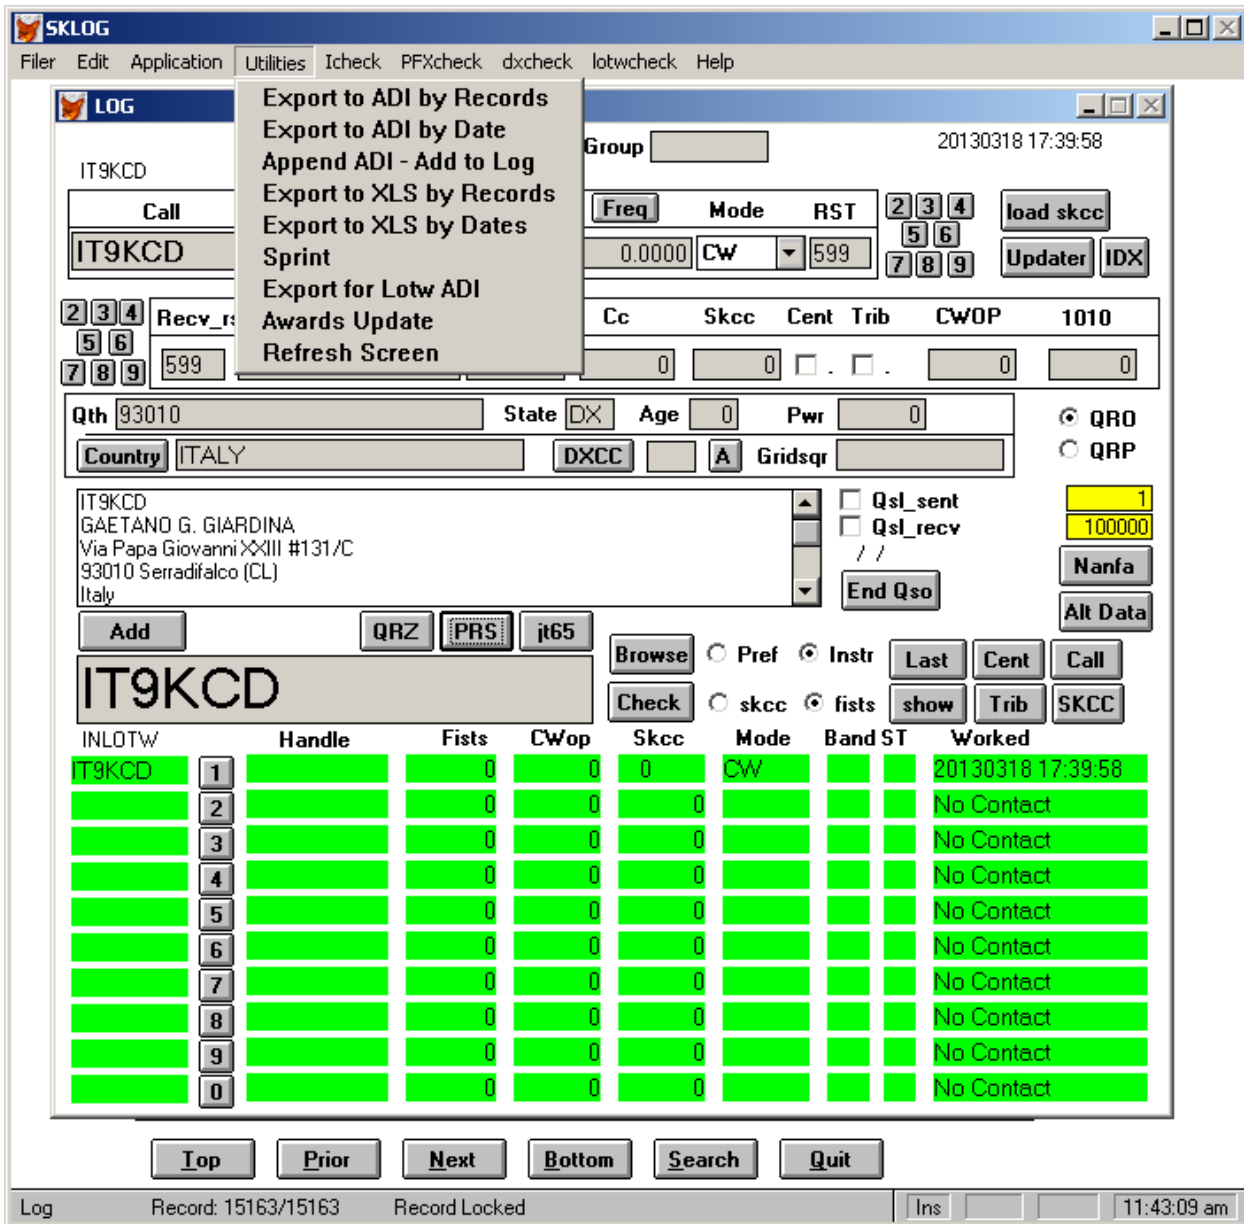 SKLOG
Filer Edit Application Utilities Icheck PFXcheck dxcheck lotwcheck Help
LOG
Export to ADI by Records
Export to ADI by Date
Append ADI - Add to Log
Export to XLS by Records
Export to XLS by Dates
Sprint
Export for Lotw ADI
Awards Update
Refresh Screen
Group 20130318 17:39:58
IT9KCD
Call Freq Mode RST 2 3 4 load skcc
IT9KCD 0.0000 CW 599 5 6
7 8 9 Updater IDX
2 3 4 Recv_rs Cc Skcc Cent Trib CWOP 1010
5 6
7 8 9 599 0 0 . . 0 0
Qth 93010 State DX Age 0 Pwr 0 QRO
Country ITALY DXCC A Gridsqr QRP
IT9KCD
GAETANO G. GIARDINA
Via Papa Giovanni XXIII #131/C
93010 Serradifalco (CL)
Italy
Qsl_sent 1
Qsl_recv 100000
/ / Nanfa
End Qso Alt Data
Add QRZ PRS jt65
Browse Pref Instr Last Cent Call
IT9KCD
Check skcc fists show Trib SKCC
INLOTW Handle Fists CWop Skcc Mode Band ST Worked
IT9KCD 1 0 0 0 CW 20130318 17:39:58
2 0 0 0 No Contact
3 0 0 0 No Contact
4 0 0 0 No Contact
5 0 0 0 No Contact
6 0 0 0 No Contact
7 0 0 0 No Contact
8 0 0 0 No Contact
9 0 0 0 No Contact
0 0 0 0 No Contact
Top Prior Next Bottom Search Quit
Log Record: 15163/15163 Record Locked Ins 11:43:09 am